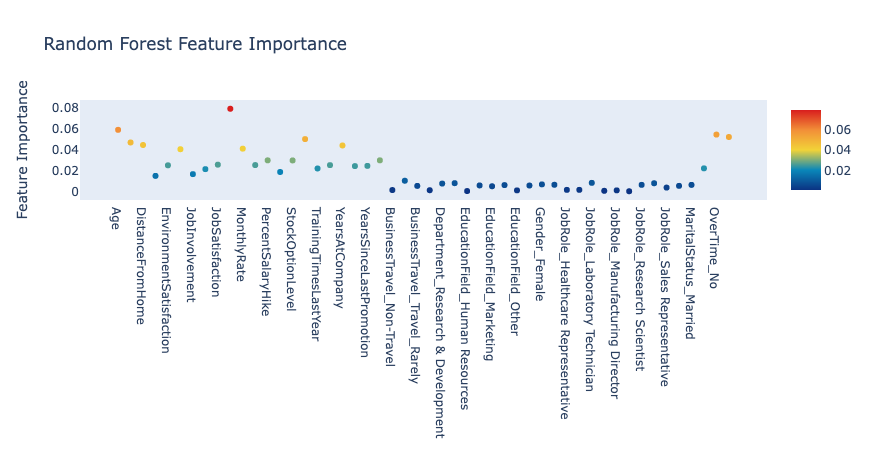 Random Forest Feature Importance
Feature Importance
0.08
0.06
0.04
0.02
0
0.06
0.04
0.02
Age
DistanceFromHome
EnvironmentSatisfaction
JobInvolvement
JobSatisfaction
MonthlyRate
PercentSalaryHike
StockOptionLevel
TrainingTimesLastYear
YearsAtCompany
YearsSinceLastPromotion
BusinessTravel_Non-Travel
BusinessTravel_Travel_Rarely
Department_Research & Development
EducationField_Human Resources
EducationField_Marketing
EducationField_Other
Gender_Female
JobRole_Healthcare Representative
JobRole_Laboratory Technician
JobRole_Manufacturing Director
JobRole_Research Scientist
JobRole_Sales Representative
MaritalStatus_Married
OverTime_No